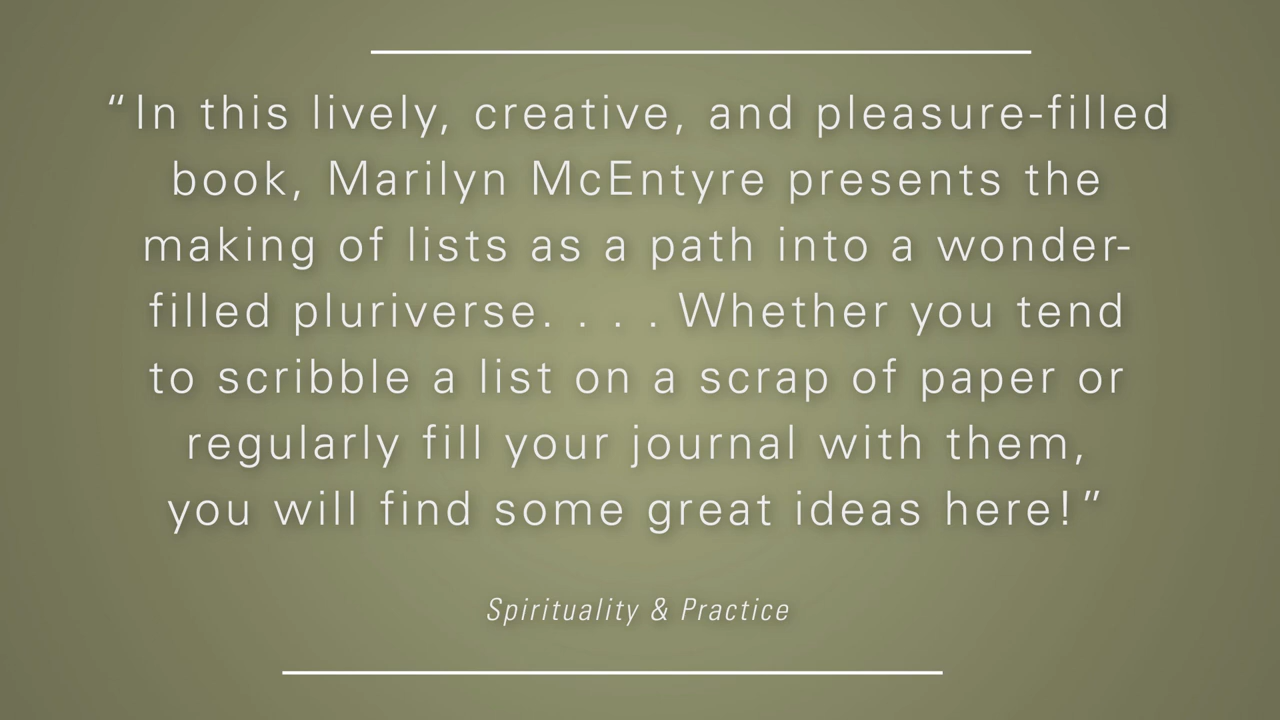 “In this lively, creative, and pleasure-filled
book, Marilyn McEntyre presents the
making of lists as a path into a wonder-
filled pluriverse. . . . Whether you tend
to scribble a list on a scrap of paper or
regularly fill your journal with them,
you will find some great ideas here!”
Spirituality & Practice